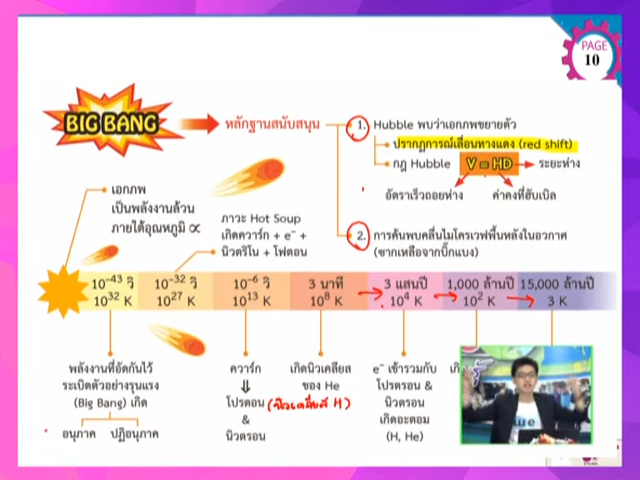 PAGE
10
BIG BANG
หลักฐานสนับสนุน
1. Hubble พบว่าเอกภพขยายตัว
ปรากฏการณ์เลื่อนทางแดง (red shift)
กฎ Hubble V = HD ระยะห่าง
อัตราเร็วถอยห่าง ค่าคงที่ฮับเบิล
2. การค้นพบคลื่นไมโครเวฟพื้นหลังในอวกาศ
(ซากเหลือจากบิ๊กแบง)
เอกภพ
เป็นพลังงานล้วน
ภายใต้อุณหภูมิ ∝
ภาวะ Hot Soup
เกิดควาร์ก + e⁻ +
นิวตริโน + โฟตอน
10⁻⁴³ วิ 10⁻³² วิ 10⁻⁶ วิ 3 นาที 3 แสนปี 1,000 ล้านปี 15,000 ล้านปี
10³² K 10²⁷ K 10¹³ K 10⁸ K 10⁴ K 10² K 3 K
พลังงานที่อัดกันไว้
ระเบิดตัวอย่างรุนแรง
(Big Bang) เกิด
อนุภาค ปฏิอนุภาค
ควาร์ก
⇓
โปรตอน (นิวเคลียส H)
&
นิวตรอน
เกิดนิวเคลียส
ของ He
e⁻ เข้ารวมกับ
โปรตรอน &
นิวตรอน
เกิดอะตอม
(H, He)